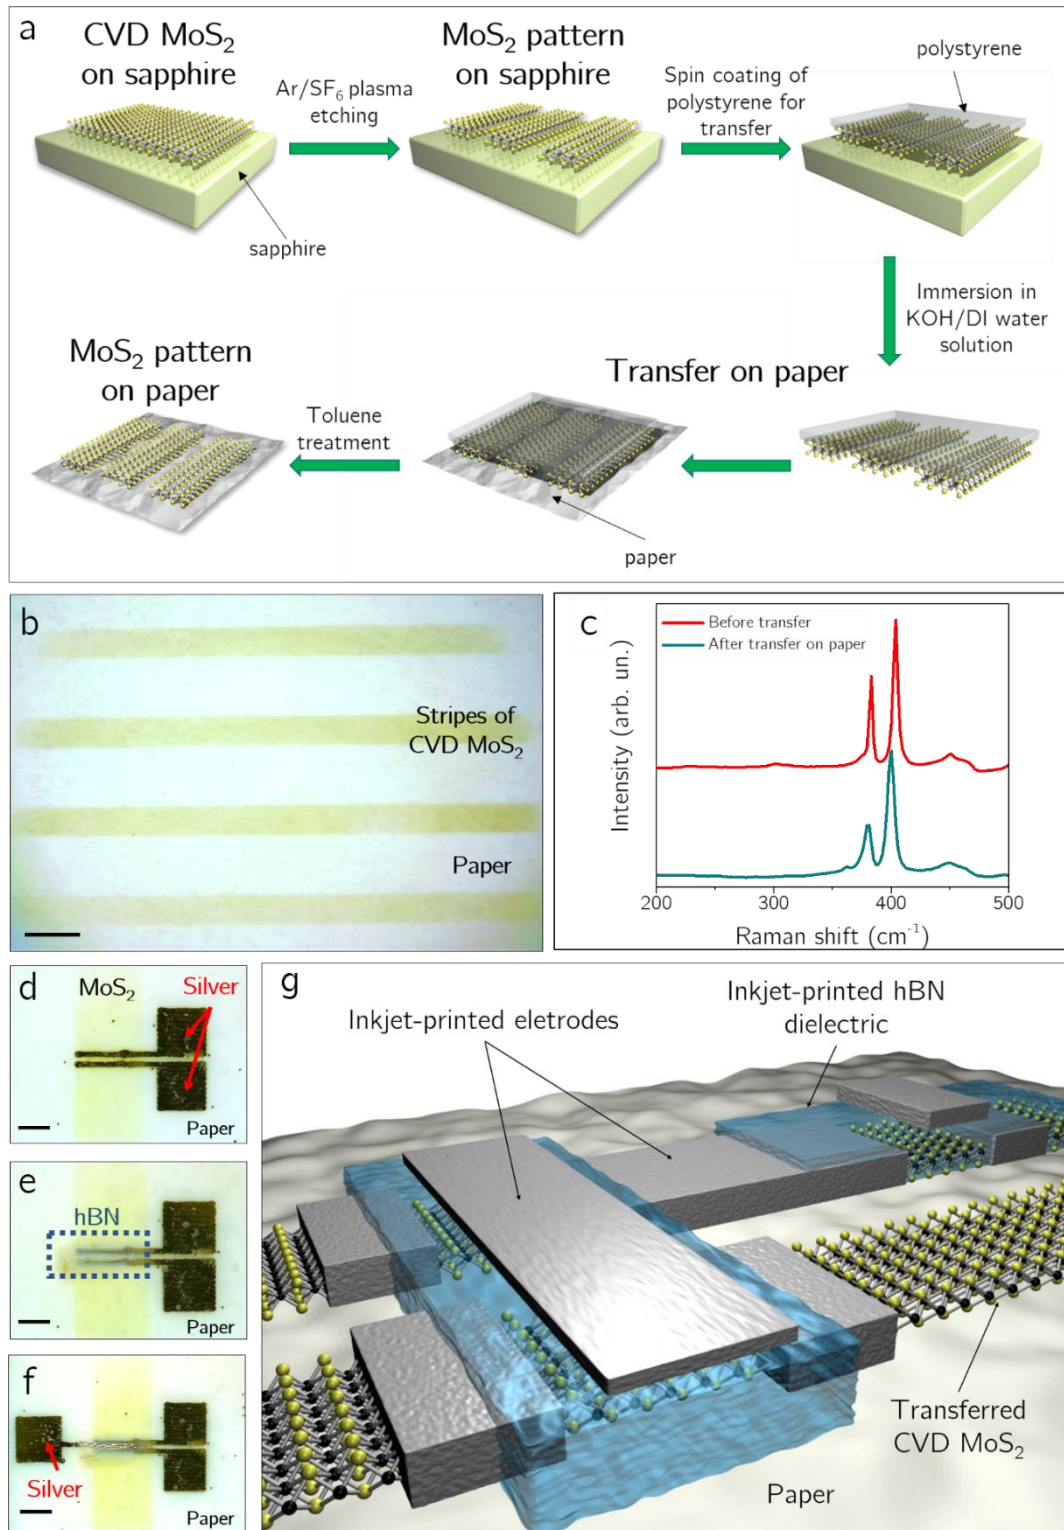 a
CVD MoS₂
on sapphire
Ar/SF₆ plasma
etching
MoS₂ pattern
on sapphire
Spin coating of
polystyrene for
transfer
polystyrene
sapphire
Immersion in
KOH/DI water
solution
MoS₂ pattern
on paper
Toluene
treatment
Transfer on paper
paper
b
Stripes of
CVD MoS₂
Paper
c
Before transfer
After transfer on paper
Intensity (arb. un.)
200
300
400
500
Raman shift (cm⁻¹)
d
MoS₂
Silver
Paper
e
hBN
Paper
f
Silver
Paper
g
Inkjet-printed eletrodes
Inkjet-printed hBN
dielectric
Transferred
CVD MoS₂
Paper